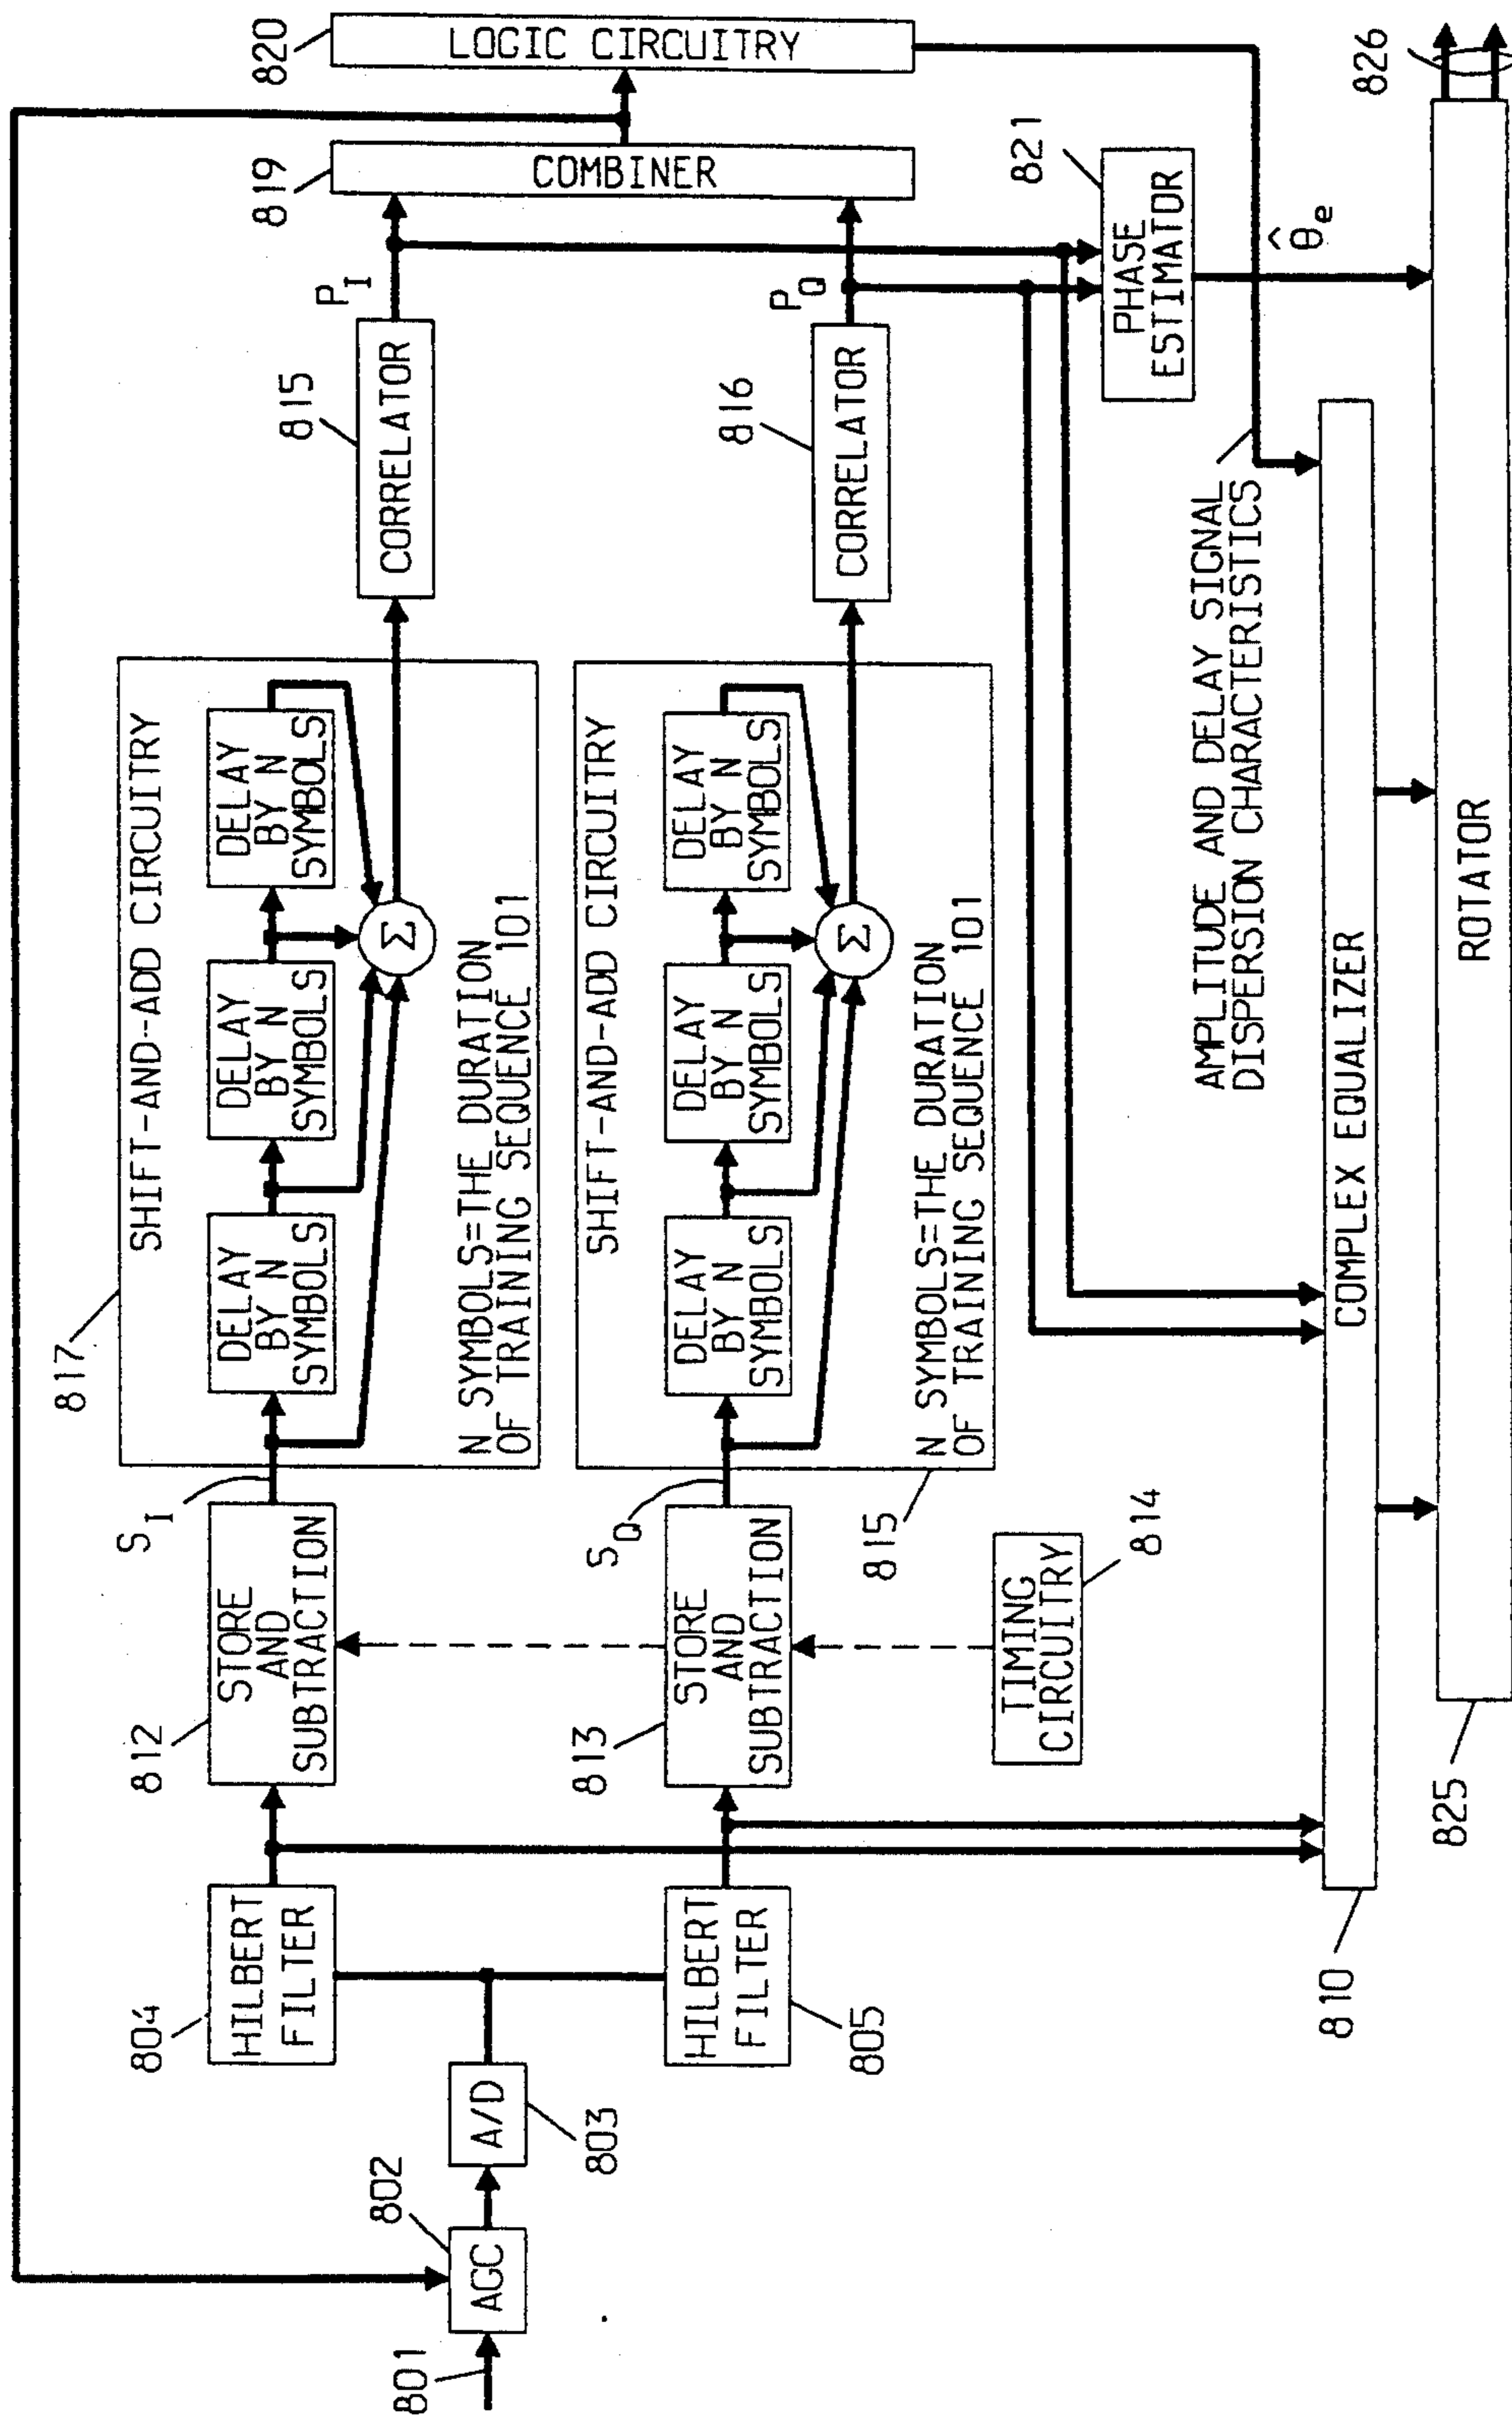 820
LOGIC CIRCUITRY
819
COMBINER
826
821
PHASE
ESTIMATOR
θ̂e
PI
PQ
815
CORRELATOR
816
CORRELATOR
AMPLITUDE AND DELAY SIGNAL
DISPERSION CHARACTERISTICS
817
SHIFT-AND-ADD CIRCUITRY
DELAY
BY N
SYMBOLS
DELAY
BY N
SYMBOLS
DELAY
BY N
SYMBOLS
Σ
N SYMBOLS=THE DURATION
OF TRAINING SEQUENCE 101
SHIFT-AND-ADD CIRCUITRY
DELAY
BY N
SYMBOLS
DELAY
BY N
SYMBOLS
DELAY
BY N
SYMBOLS
Σ
N SYMBOLS=THE DURATION
OF TRAINING SEQUENCE 101
815
SI
SQ
812
STORE
AND
SUBTRACTION
813
STORE
AND
SUBTRACTION
TIMING
CIRCUITRY
814
804
HILBERT
FILTER
HILBERT
FILTER
805
A/D
803
802
AGC
801
COMPLEX EQUALIZER
810
ROTATOR
825